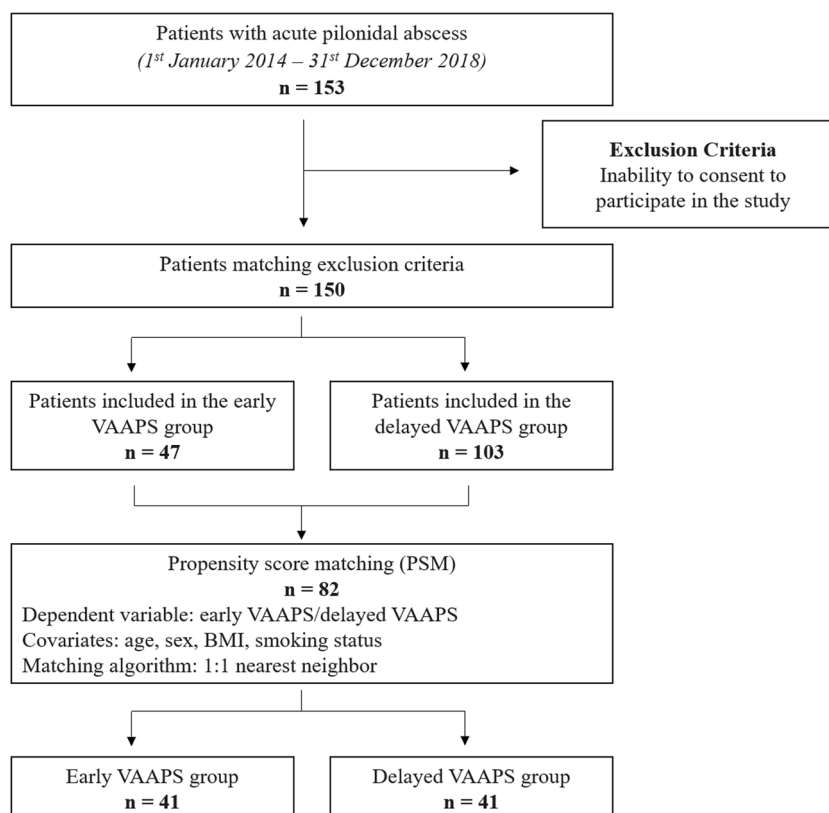 Patients with acute pilonidal abscess
(1st January 2014 – 31st December 2018)
n = 153
Exclusion Criteria
Inability to consent to
participate in the study
Patients matching exclusion criteria
n = 150
Patients included in the early
VAAPS group
n = 47
Patients included in the
delayed VAAPS group
n = 103
Propensity score matching (PSM)
n = 82
Dependent variable: early VAAPS/delayed VAAPS
Covariates: age, sex, BMI, smoking status
Matching algorithm: 1:1 nearest neighbor
Early VAAPS group
n = 41
Delayed VAAPS group
n = 41